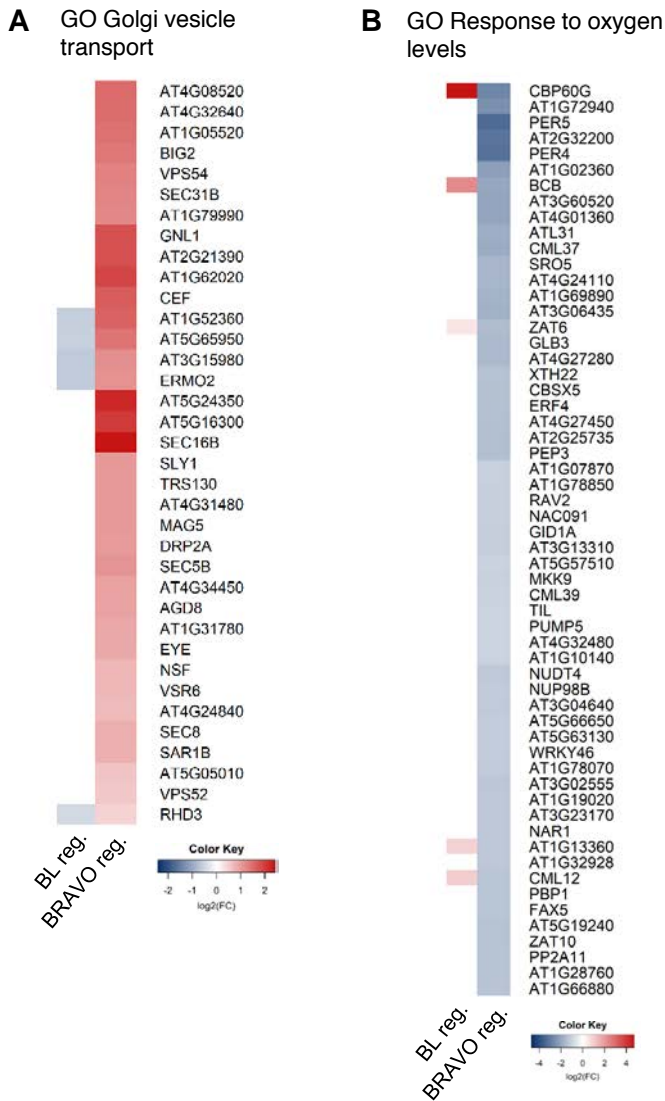 A
GO Golgi vesicle
transport
AT4G08520
AT4G32640
AT1G05520
BIG2
VPS54
SEC31B
AT1G79990
GNL1
AT2G21390
AT1G62020
CEF
AT1G52360
AT5G65950
AT3G15980
ERMO2
AT5G24350
AT5G16300
SEC16B
SLY1
TRS130
AT4G31480
MAG5
DRP2A
SEC5B
AT4G34450
AGD8
AT1G31780
EYE
NSF
VSR6
AT4G24840
SEC8
SAR1B
AT5G05010
VPS52
RHD3
BL reg.
BRAVO reg.
Color Key
-2 -1 0 1 2
log2(FC)
B
GO Response to oxygen
levels
CBP60G
AT1G72940
PER5
AT2G32200
PER4
AT1G02360
BCB
AT3G60520
AT4G01360
ATL31
CML37
SRO5
AT4G24110
AT1G69890
AT3G06435
ZAT6
GLB3
AT4G27280
XTH22
CBSX5
ERF4
AT4G27450
AT2G25735
PEP3
AT1G07870
AT1G78850
RAV2
NAC091
GID1A
AT3G13310
AT5G57510
MKK9
CML39
TIL
PUMP5
AT4G32480
AT1G10140
NUDT4
NUP98B
AT3G04640
AT5G66650
AT5G63130
WRKY46
AT1G78070
AT3G02555
AT1G19020
AT3G23170
NAR1
AT1G13360
AT1G32928
CML12
PBP1
FAX5
AT5G19240
ZAT10
PP2A11
AT1G28760
AT1G66880
BL reg.
BRAVO reg.
Color Key
-4 -2 0 2 4
log2(FC)